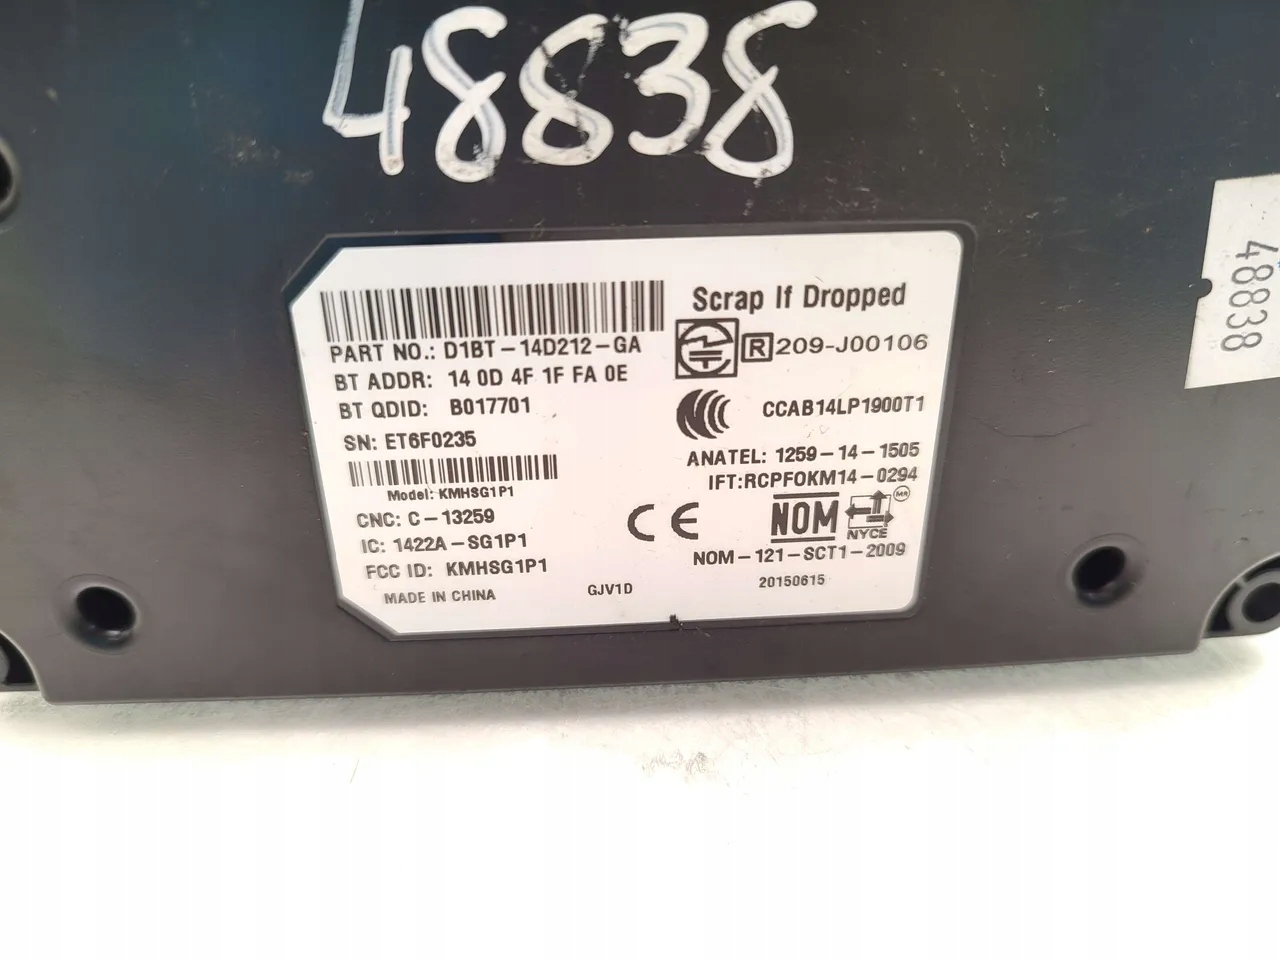 48838
48838
Scrap If Dropped
PART NO.: D1BT-14D212-GA
R 209-J00106
BT ADDR: 14 0D 4F 1F FA 0E
BT QDID: B017701
CCAB14LP1900T1
SN: ET6F0235
ANATEL: 1259-14-1505
IFT:RCPFOKM14-0294
Model: KMHSG1P1
CNC: C-13259
CE
NOM
NYCE
IC: 1422A-SG1P1
NOM-121-SCT1-2009
FCC ID: KMHSG1P1
MADE IN CHINA
GJV1D
20150615